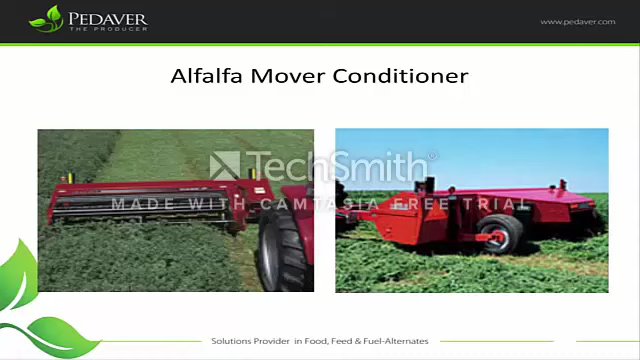 PEDAVER
THE PRODUCER
www.pedaver.com
Alfalfa Mover Conditioner
TechSmith®
MADE WITH CAMTASIA FREE TRIAL
Solutions Provider in Food, Feed & Fuel-Alternates